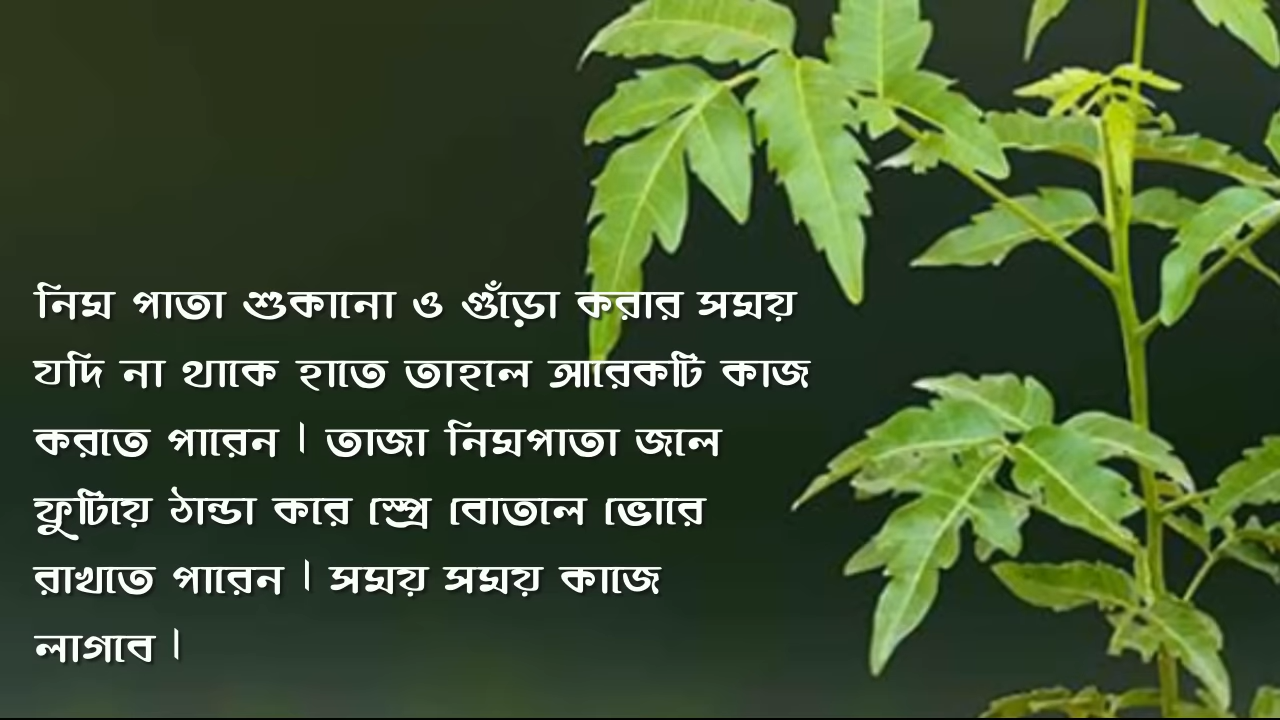 নিম পাতা শুকানো ও গুঁড়ো করার সময়
যদি না থাকে হাতে তাহলে আরেকটি কাজ
করতে পারেন । তাজা নিমপাতা জলে
ফুটিয়ে ঠান্ডা করে স্প্রে বোতলে ভোরে
রাখতে পারেন । সময় সময় কাজে
লাগবে ।